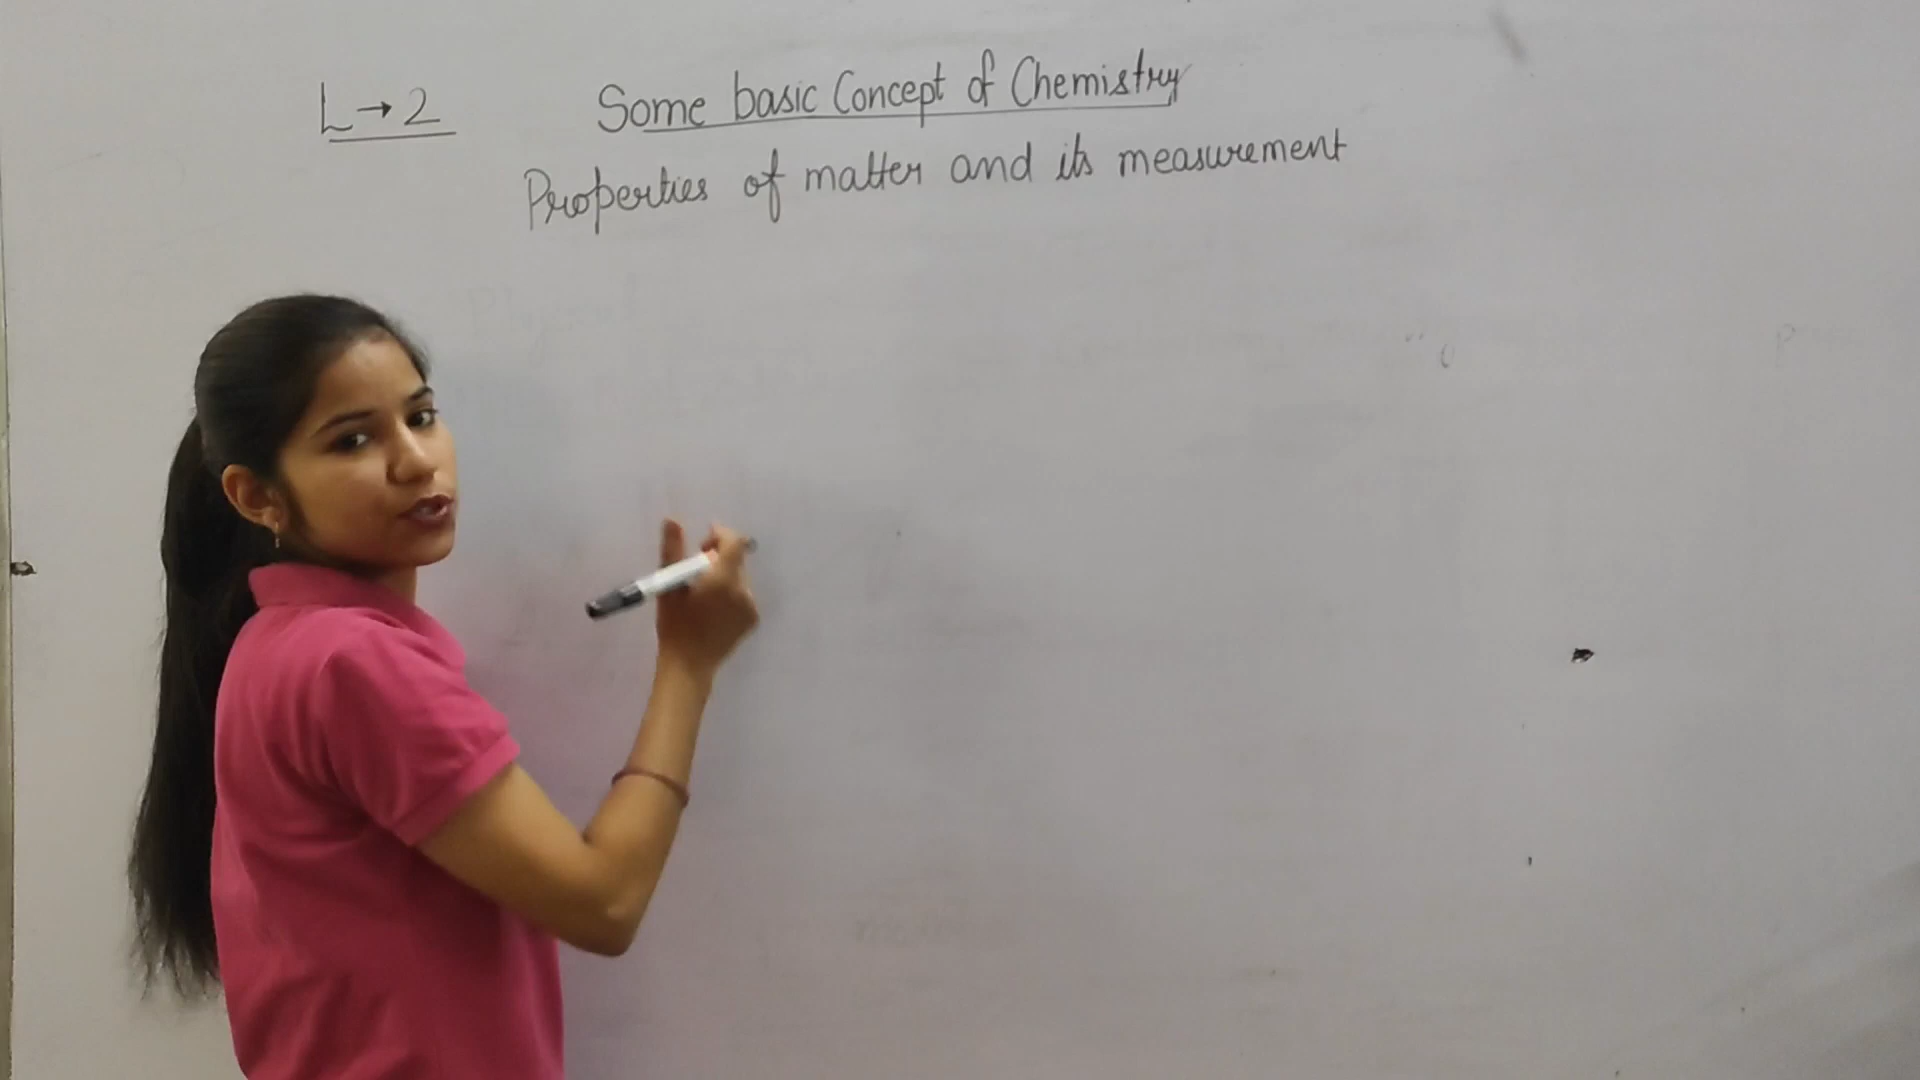 L → 2 Some basic Concept of Chemistry
Properties of matter and its measurement